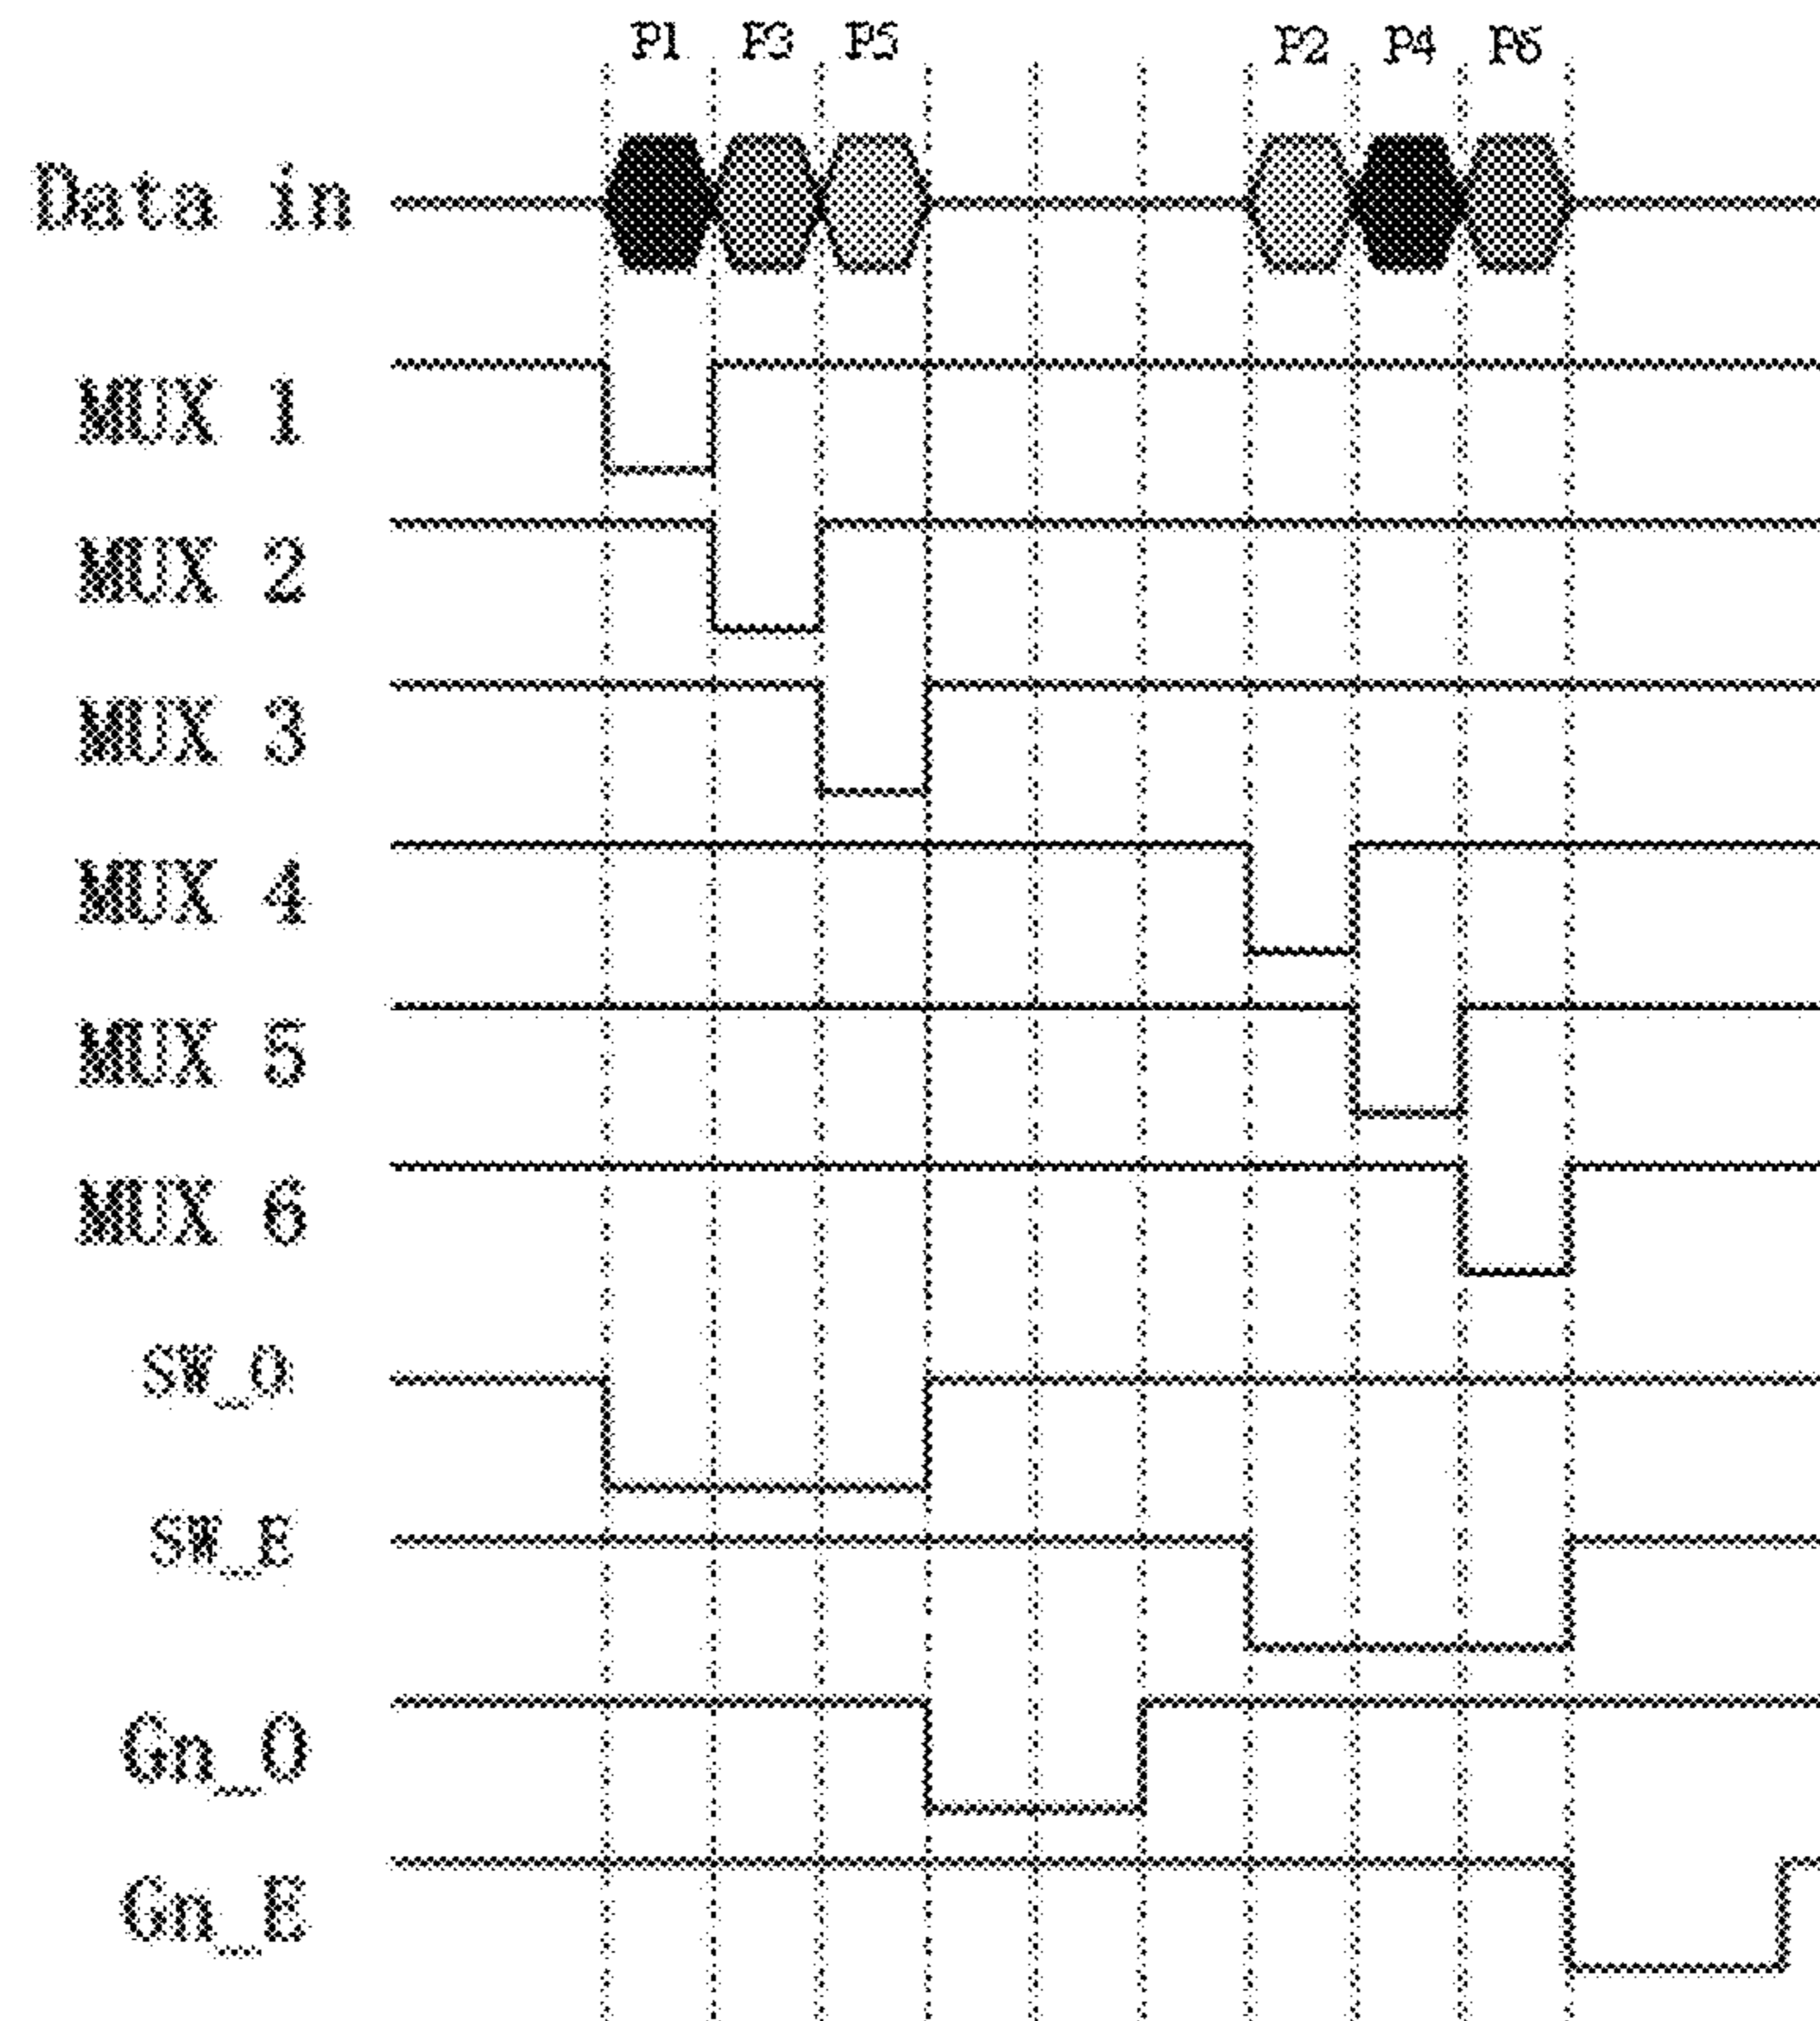 P1 P3 P5 P2 P4 P6
Data in
MUX 1
MUX 2
MUX 3
MUX 4
MUX 5
MUX 6
SW_O
SW_E
Gn_O
Gn_E